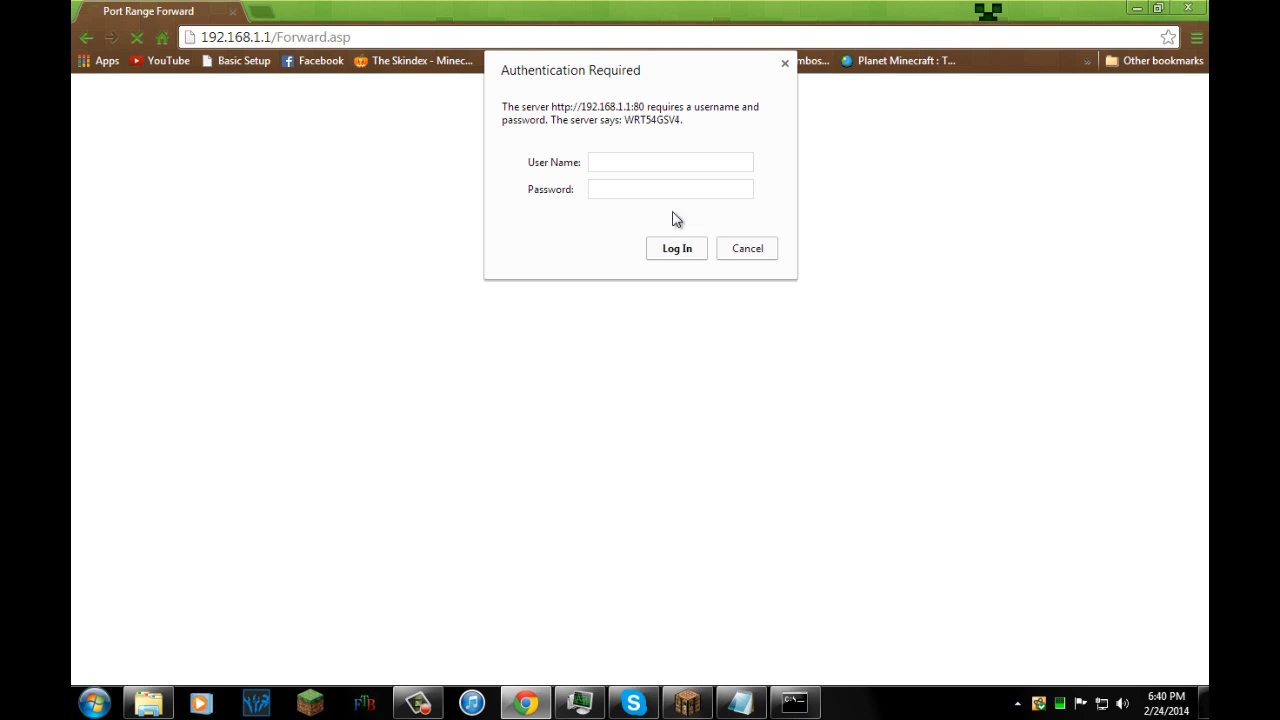 Port Range Forward
192.168.1.1/Forward.asp
Apps YouTube Basic Setup Facebook The Skindex - Minec... mbos... Planet Minecraft : T... » Other bookmarks
Authentication Required
The server http://192.168.1.1:80 requires a username and
password. The server says: WRT54GSV4.
User Name:
Password:
Log In Cancel
FTB
C:\
6:40 PM
2/24/2014